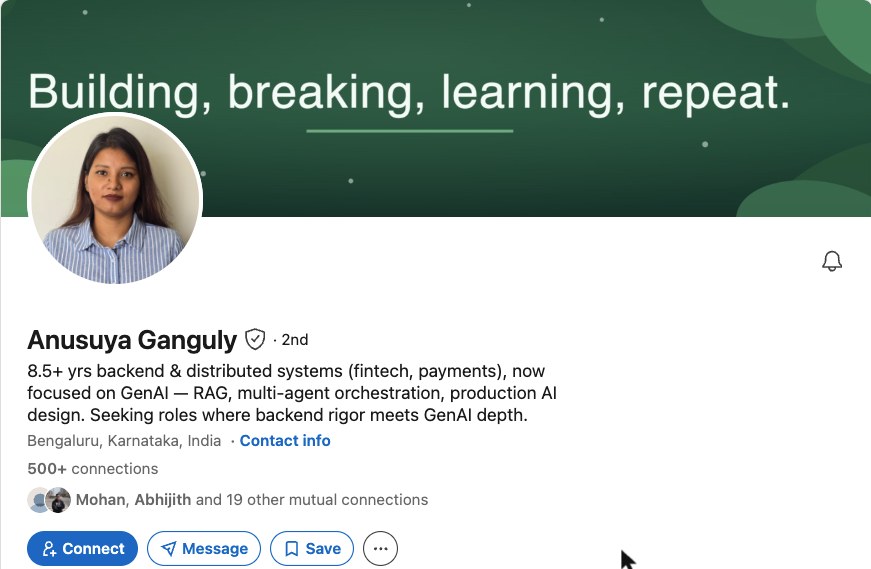 Building, breaking, learning, repeat.
Anusuya Ganguly · 2nd
8.5+ yrs backend & distributed systems (fintech, payments), now
focused on GenAI — RAG, multi-agent orchestration, production AI
design. Seeking roles where backend rigor meets GenAI depth.
Bengaluru, Karnataka, India · Contact info
500+ connections
Mohan, Abhijith and 19 other mutual connections
Connect Message Save